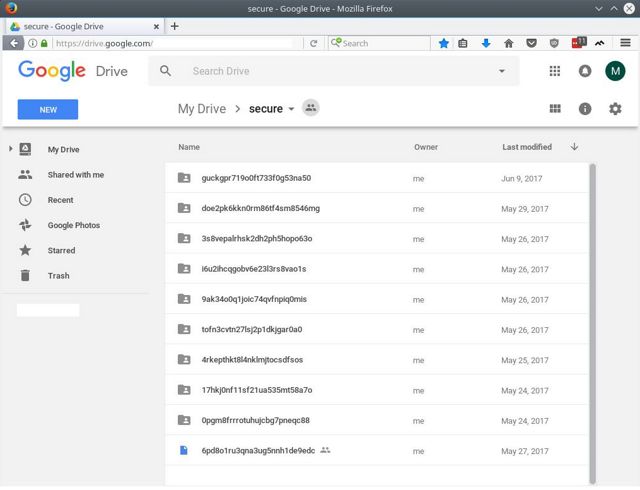 secure - Google Drive - Mozilla Firefox
secure - Google Drive
https://drive.google.com/
Search
11
Google Drive
Search Drive
M
NEW
My Drive
secure
My Drive
Shared with me
Recent
Google Photos
Starred
Trash
Name Owner Last modified
guckgpr719o0ft733f0g53na50 me Jun 9, 2017
doe2pk6kkn0rm86tf4sm8546mg me May 29, 2017
3s8vepalrhsk2dh2ph5hopo63o me May 26, 2017
i6u2ihcqgobv6e23l3rs8vao1s me May 26, 2017
9ak34o0q1joic74qvfnpiq0mis me May 26, 2017
tofn3cvtn27lsj2p1dkjgar0a0 me May 26, 2017
4rkepthkt8l4nklmjtocsdfsos me May 25, 2017
17hkj0nf11sf21ua535mt58a7o me May 24, 2017
0pgm8frrrotuhujcbg7pneqc88 me May 24, 2017
6pd8o1ru3qna3ug5nnh1de9edc me May 27, 2017